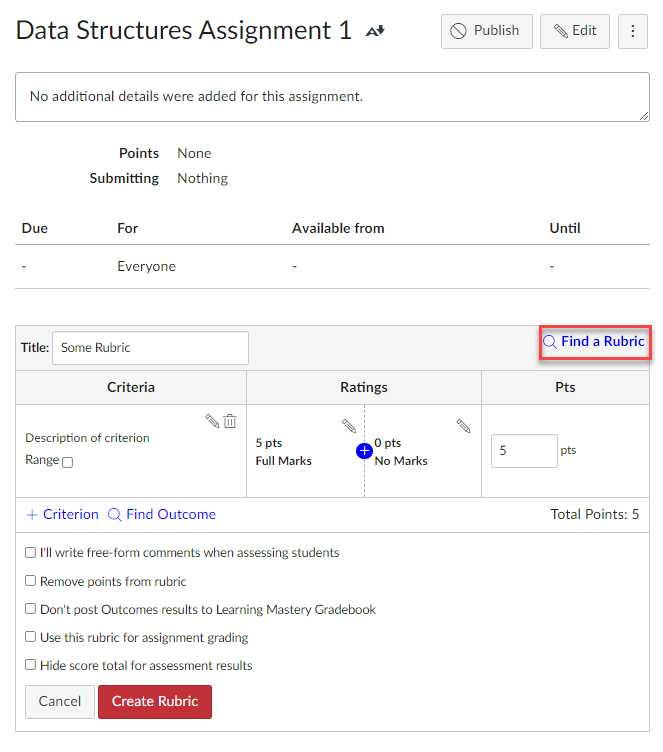 Data Structures Assignment 1
Publish
Edit
No additional details were added for this assignment.
Points None
Submitting Nothing
Due For Available from Until
- Everyone - -
Title: Some Rubric
Find a Rubric
Criteria Ratings Pts
Description of criterion
Range
5 pts
Full Marks
0 pts
No Marks
5 pts
+ Criterion Find Outcome Total Points: 5
I'll write free-form comments when assessing students
Remove points from rubric
Don't post Outcomes results to Learning Mastery Gradebook
Use this rubric for assignment grading
Hide score total for assessment results
Cancel Create Rubric